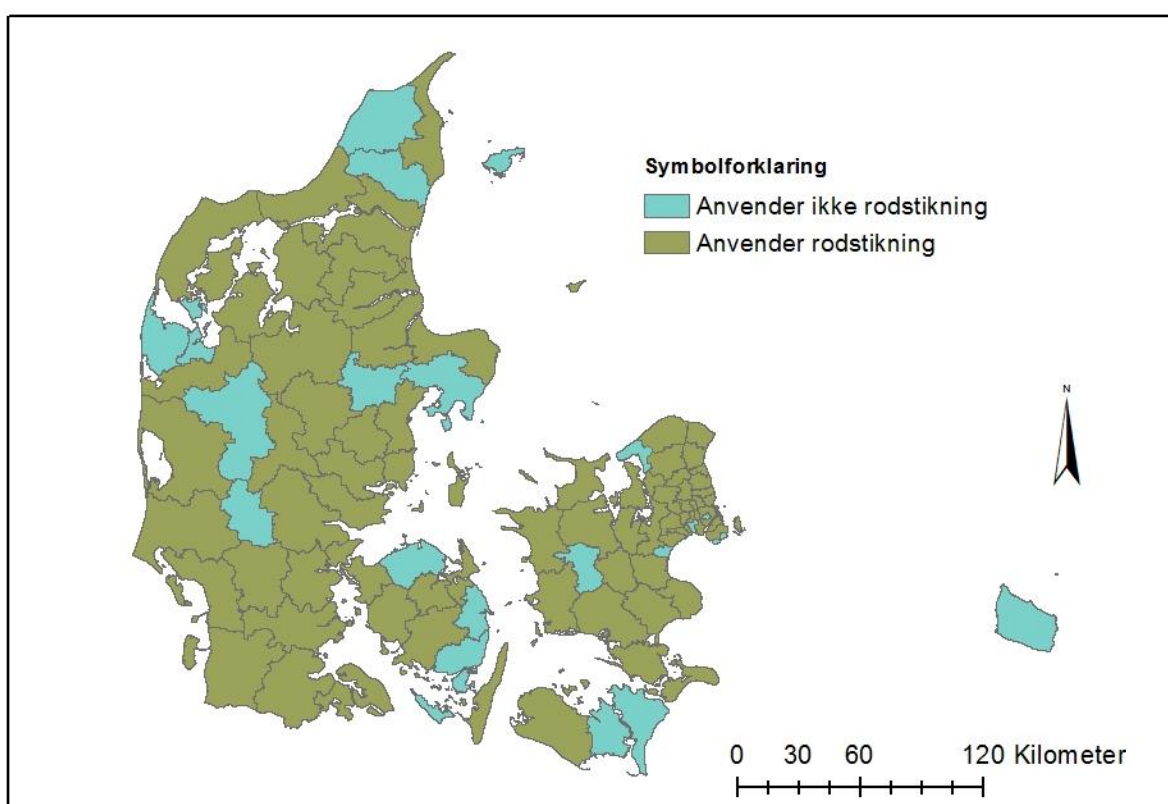 Symbolforklaring
Anvender ikke rodstikning
Anvender rodstikning
N
0 30 60 120 Kilometer